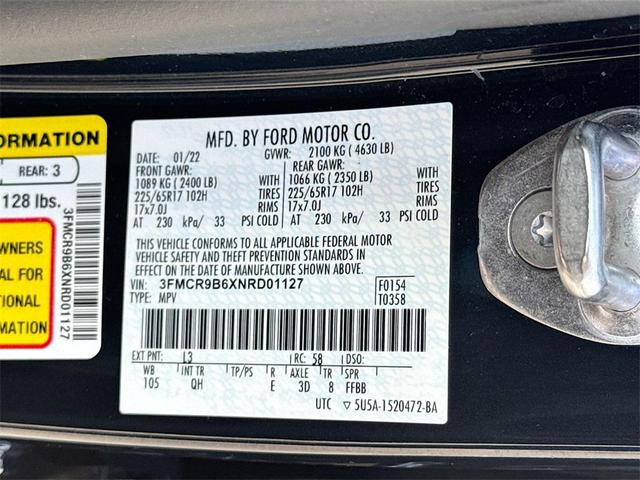 FORMATION
REAR: 3
128 lbs.
WNERS
AL FOR
TIONAL
RMATION
3FMCR9B6XNRD01127
MFD. BY FORD MOTOR CO.
DATE: 01/22 GVWR: 2100 KG ( 4630 LB)
FRONT GAWR: REAR GAWR:
1089 KG ( 2400 LB) WITH 1066 KG ( 2350 LB) WITH
225/65R17 102H TIRES 225/65R17 102H TIRES
17x7.0J RIMS 17x7.0J RIMS
AT 230 kPa/ 33 PSI COLD AT 230 kPa/ 33 PSI COLD
THIS VEHICLE CONFORMS TO ALL APPLICABLE FEDERAL MOTOR
VEHICLE SAFETY AND THEFT PREVENTION STANDARDS IN
EFFECT ON THE DATE OF MANUFACTURE SHOWN ABOVE.
VIN: 3FMCR9B6XNRD01127 F0154
TYPE: MPV T0358
EXT PNT: L3 RC: 58 DSO:
WB INT TR TP/PS R AXLE TR SPR
105 QH E 3D 8 FFBB
UTC ▽ 5U5A-1520472-BA